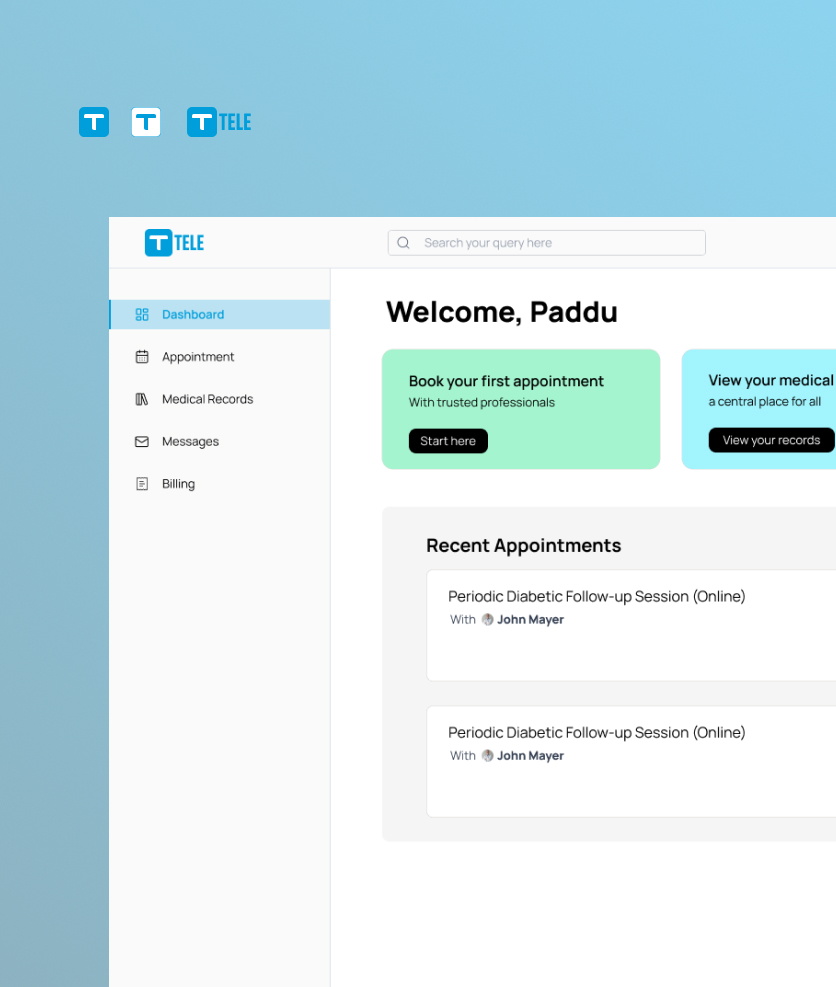 T T T TELE
T TELE
Search your query here
Dashboard
Appointment
Medical Records
Messages
Billing
Welcome, Paddu
Book your first appointment
With trusted professionals
Start here
View your medical
a central place for all
View your records
Recent Appointments
Periodic Diabetic Follow-up Session (Online)
With John Mayer
Periodic Diabetic Follow-up Session (Online)
With John Mayer